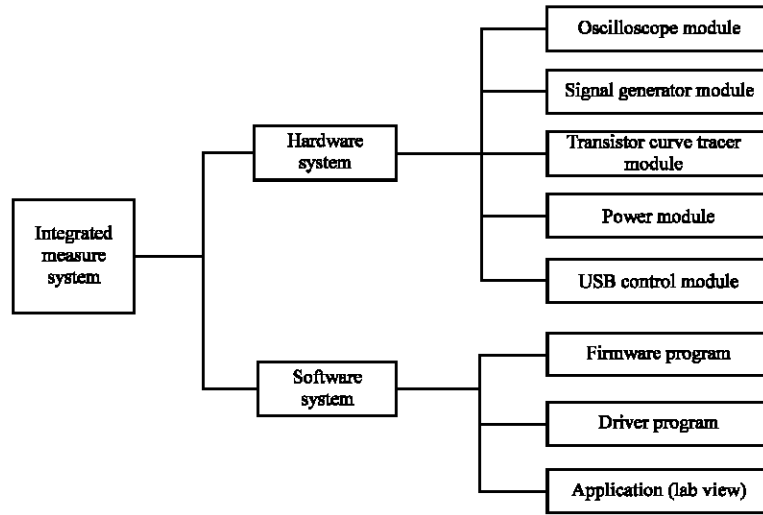 Integrated
measure
system
Hardware
system
Oscilloscope module
Signal generator module
Transistor curve tracer
module
Power module
USB control module
Software
system
Firmware program
Driver program
Application (lab view)